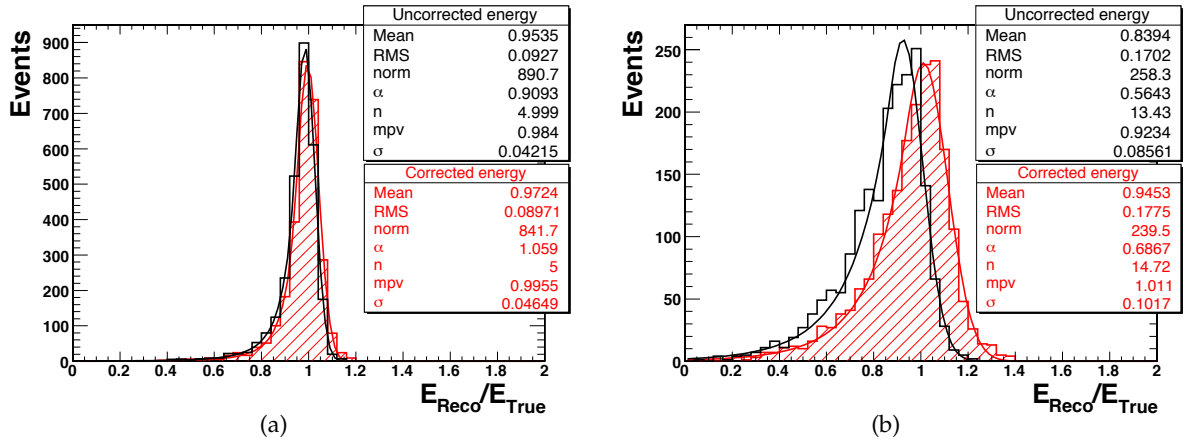 Events
900
800
700
600
500
400
300
200
100
0
0 0.2 0.4 0.6 0.8 1 1.2 1.4 1.6 1.8 2
E_Reco/E_True
Uncorrected energy
Mean 0.9535
RMS 0.0927
norm 890.7
α 0.9093
n 4.999
mpv 0.984
σ 0.04215
Corrected energy
Mean 0.9724
RMS 0.08971
norm 841.7
α 1.059
n 5
mpv 0.9955
σ 0.04649
(a)
Events
250
200
150
100
50
0
0 0.2 0.4 0.6 0.8 1 1.2 1.4 1.6 1.8 2
E_Reco/E_True
Uncorrected energy
Mean 0.8394
RMS 0.1702
norm 258.3
α 0.5643
n 13.43
mpv 0.9234
σ 0.08561
Corrected energy
Mean 0.9453
RMS 0.1775
norm 239.5
α 0.6867
n 14.72
mpv 1.011
σ 0.1017
(b)